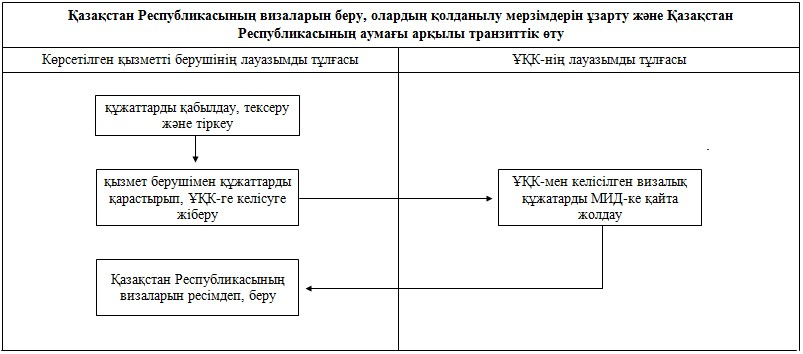 Қазақстан Республикасының визаларын беру, олардың қолданылу мерзімдерін ұзарту және Қазақстан
Республикасының аумағы арқылы транзиттік өту
Көрсетілген қызметті берушінің лауазымды тұлғасы
ҰҚК-нің лауазымды тұлғасы
құжаттарды қабылдау, тексеру
және тіркеу
қызмет берушімен құжаттарды
қарастырып, ҰҚК-ге келісуге
жіберу
ҰҚК-мен келісілген визалық
құжатарды МИД-ке қайта
жолдау
Қазақстан Республикасының
визаларын ресімдеп, беру